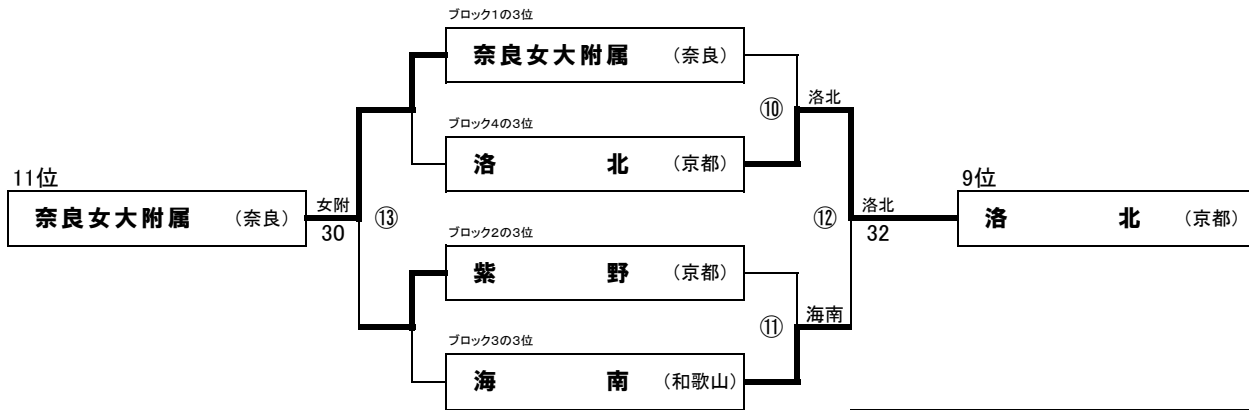 ブロック1の3位
奈良女大附属 (奈良)
⑩
洛北
ブロック4の3位
洛 北 (京都)
11位
奈良女大附属 (奈良)
女附
30
⑬
⑫
洛北
32
9位
洛 北 (京都)
ブロック2の3位
紫 野 (京都)
⑪
海南
ブロック3の3位
海 南 (和歌山)